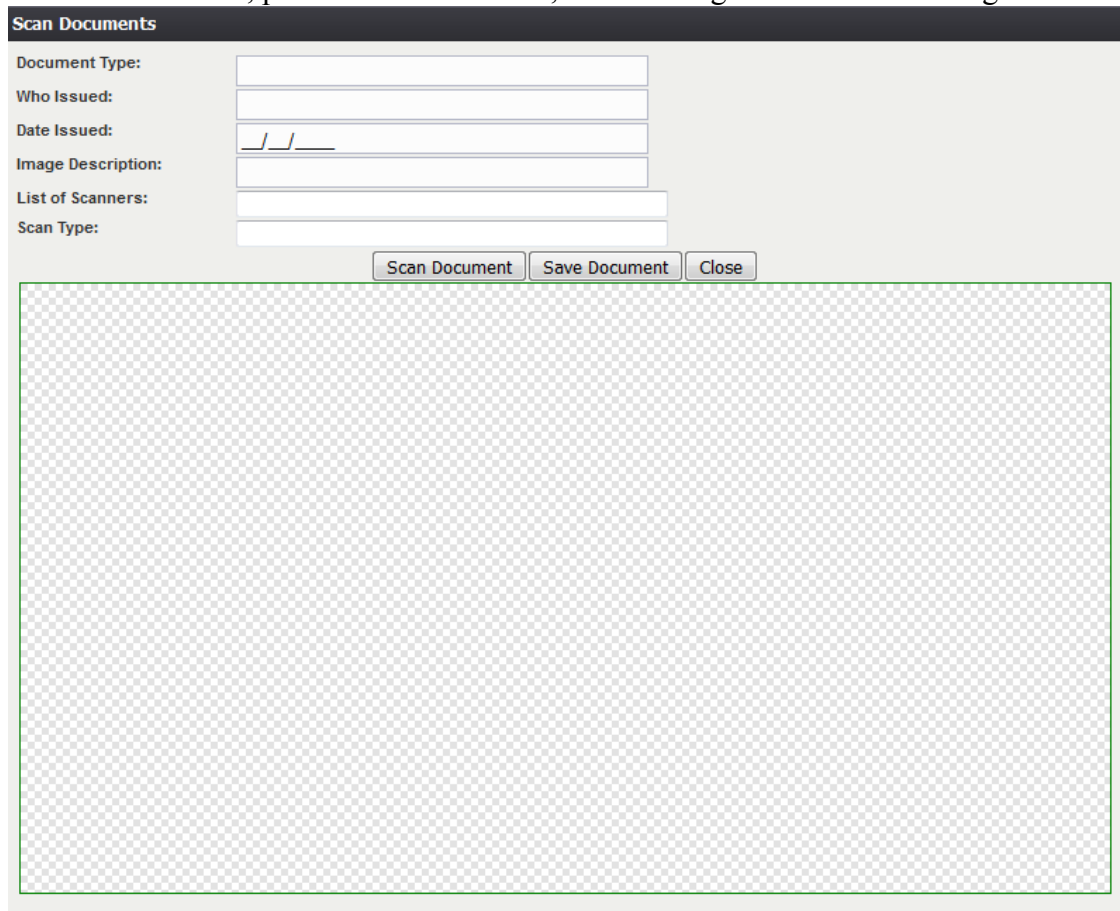 Scan Documents
Document Type:
Who Issued:
Date Issued:
__/__/____
Image Description:
List of Scanners:
Scan Type:
Scan Document Save Document Close